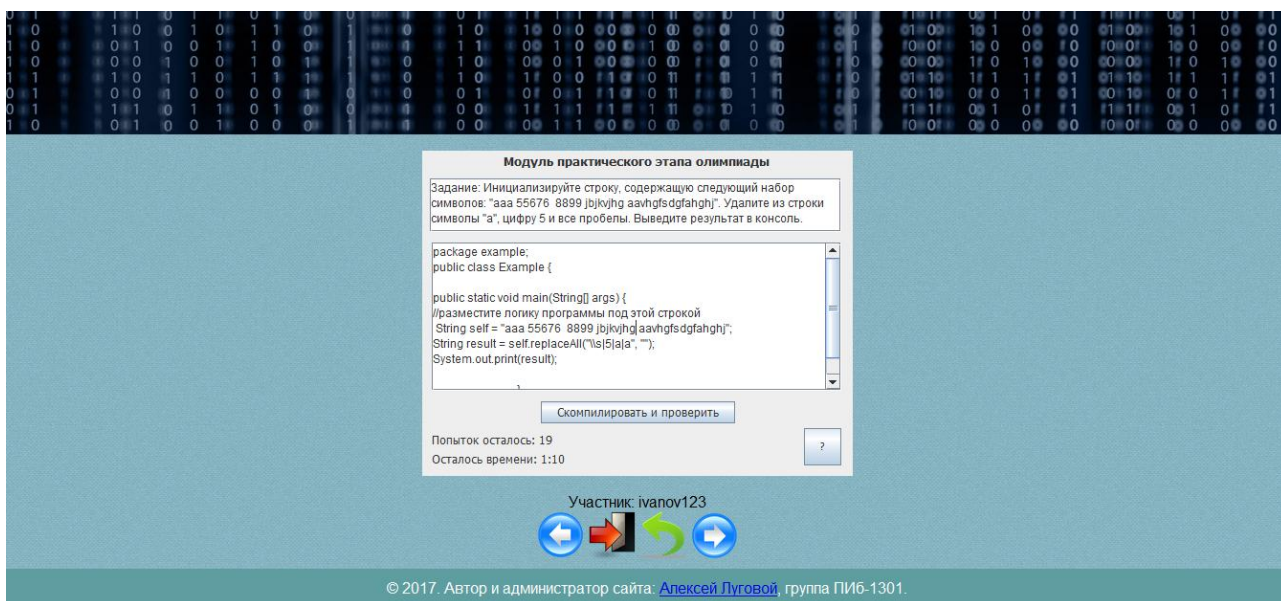 Модуль практического этапа олимпиады
Задание: Инициализируйте строку, содержащую следующий набор
символов: "aaa 55676  8899 jbjkvjhg aavhgfsdgfahghj". Удалите из строки
символы "а", цифру 5 и все пробелы. Выведите результат в консоль.
package example;
public class Example {
public static void main(String[] args) {
//разместите логику программы под этой строкой
String self = "aaa 55676  8899 jbjkvjhg aavhgfsdgfahghj";
String result = self.replaceAll("\\s|5|a|а", "");
System.out.print(result);
}
Скомпилировать и проверить
Попыток осталось: 19
?
Осталось времени: 1:10
Участник: ivanov123
© 2017. Автор и администратор сайта: Алексей Луговой, группа ПИб-1301.